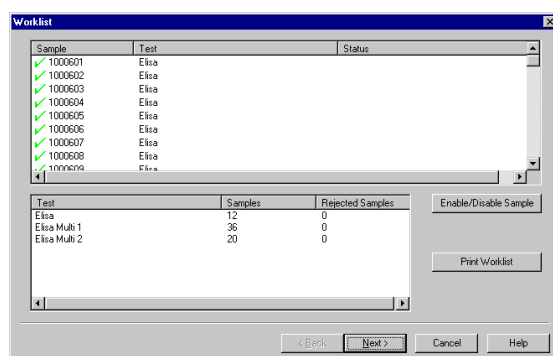 Worklist
Sample Test Status
1000601 Elisa
1000602 Elisa
1000603 Elisa
1000604 Elisa
1000605 Elisa
1000606 Elisa
1000607 Elisa
1000608 Elisa
1000609 Elisa
Test Samples Rejected Samples
Elisa 12 0
Elisa Multi 1 36 0
Elisa Multi 2 20 0
Enable/Disable Sample
Print Worklist
< Back Next > Cancel Help